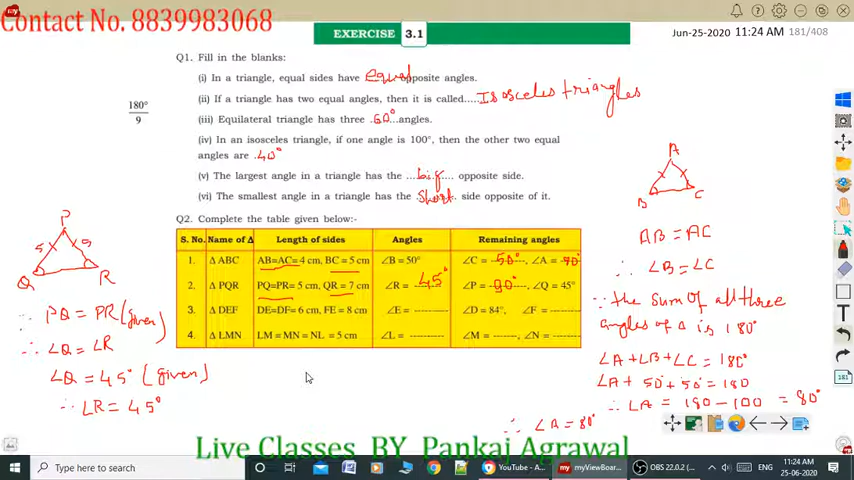 Contact No. 8839983068
EXERCISE 3.1
Jun-25-2020 11:24 AM 181/408
Q1. Fill in the blanks:
(i) In a triangle, equal sides have equal opposite angles.
(ii) If a triangle has two equal angles, then it is called..... Isosceles triangles
(iii) Equilateral triangle has three .60°...angles.
180°
9
(iv) In an isosceles triangle, if one angle is 100°, then the other two equal
angles are .40°
(v) The largest angle in a triangle has the ...big.... opposite side.
(vi) The smallest angle in a triangle has the .Short. side opposite of it.
Q2. Complete the table given below:-
S. No. Name of Δ Length of sides Angles Remaining angles
1. Δ ABC AB=AC=4 cm, BC = 5 cm ∠B = 50° ∠C = 50° ∠A =
2. Δ PQR PQ=PR= 5 cm, QR = 7 cm ∠R = 45° ∠P = 90° ∠Q = 45°
3. Δ DEF DE=DF= 6 cm, FE = 8 cm ∠E = ∠D = 84°, ∠F =
4. Δ LMN LM = MN = NL = 5 cm ∠L = ∠M = ∠N =
P
5 5
Q R
∴ PQ = PR (given)
∴ ∠Q = ∠R
∠Q = 45° (given)
∴ ∠R = 45°
A
B C
AB = AC
∴ ∠B = ∠C
∵ the sum of all three
angles of Δ is 180°
∠A + ∠B + ∠C = 180°
∠A + 50° + 50° = 180
∴ ∠A = 180 - 100 = 80°
∴ ∠A = 80°
Live Classes BY Pankaj Agrawal
Type here to search
YouTube - A...
myViewBoar...
OBS 22.0.2 (...
ENG
11:24 AM
25-06-2020